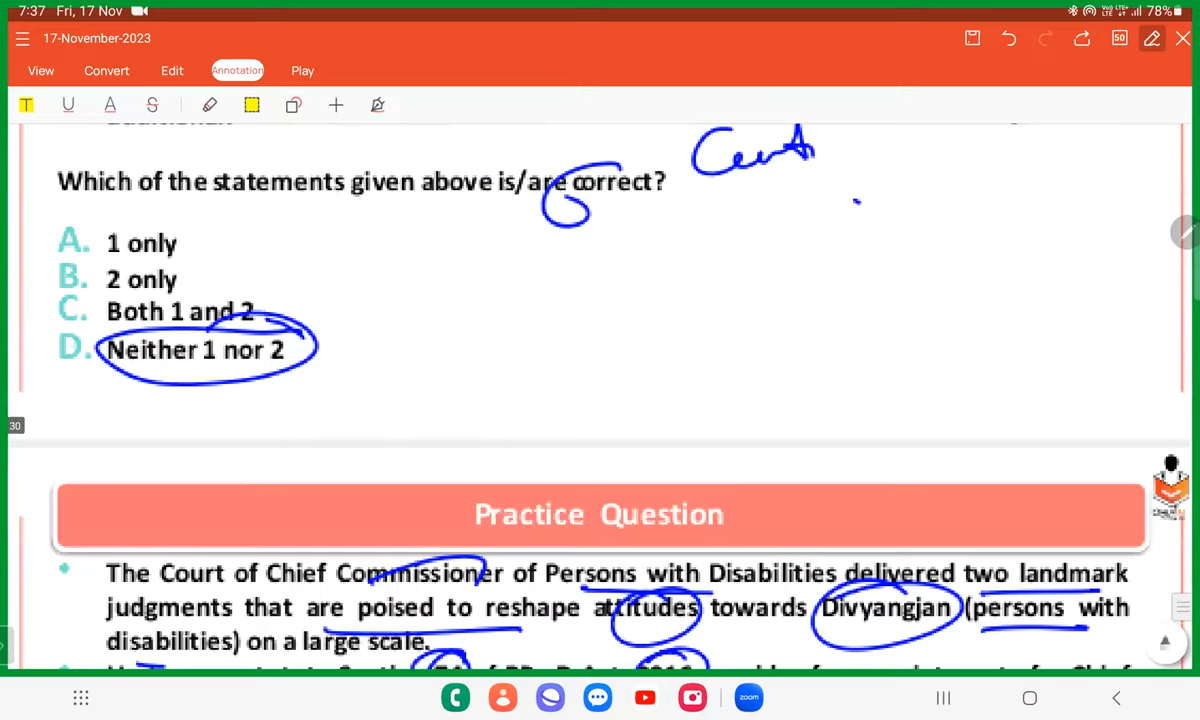 7:37 Fri, 17 Nov 78%
17-November-2023 50
View Convert Edit Annotation Play
T U A S
Cent
Which of the statements given above is/are correct?
A. 1 only
B. 2 only
C. Both 1 and 2
D. Neither 1 nor 2
30
Practice Question
The Court of Chief Commissioner of Persons with Disabilities delivered two landmark
judgments that are poised to reshape attitudes towards Divyangjan (persons with
disabilities) on a large scale.
zoom